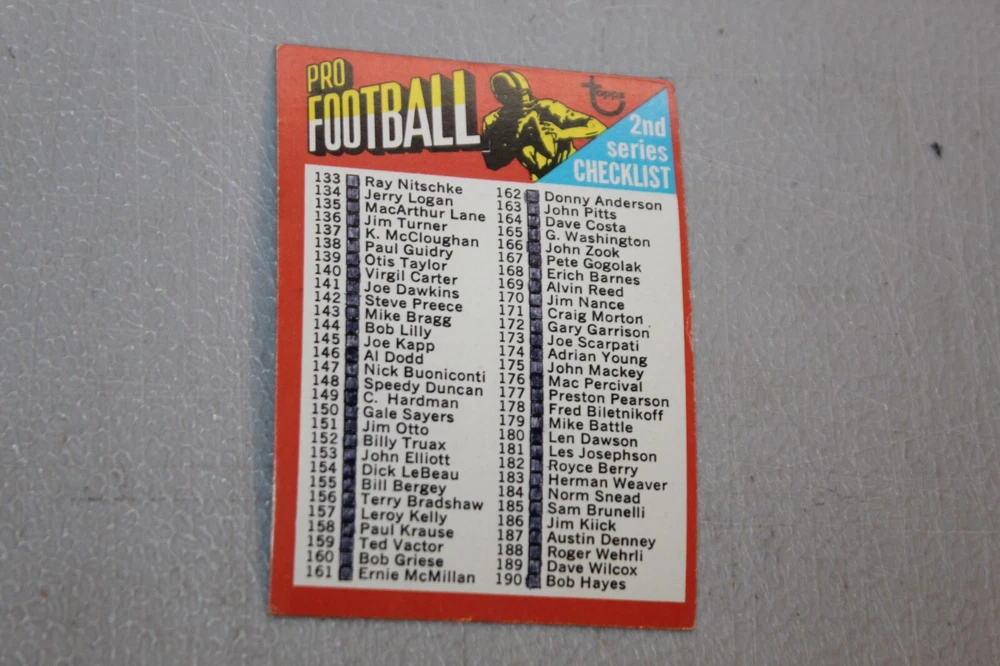 PRO
FOOTBALL
Topps
2nd
series
CHECKLIST
133 Ray Nitschke
134 Jerry Logan
135 MacArthur Lane
136 Jim Turner
137 K. McCloughan
138 Paul Guidry
139 Otis Taylor
140 Virgil Carter
141 Joe Dawkins
142 Steve Preece
143 Mike Bragg
144 Bob Lilly
145 Joe Kapp
146 Al Dodd
147 Nick Buoniconti
148 Speedy Duncan
149 C. Hardman
150 Gale Sayers
151 Jim Otto
152 Billy Truax
153 John Elliott
154 Dick LeBeau
155 Bill Bergey
156 Terry Bradshaw
157 Leroy Kelly
158 Paul Krause
159 Ted Vactor
160 Bob Griese
161 Ernie McMillan
162 Donny Anderson
163 John Pitts
164 Dave Costa
165 G. Washington
166 John Zook
167 Pete Gogolak
168 Erich Barnes
169 Alvin Reed
170 Jim Nance
171 Craig Morton
172 Gary Garrison
173 Joe Scarpati
174 Adrian Young
175 John Mackey
176 Mac Percival
177 Preston Pearson
178 Fred Biletnikoff
179 Mike Battle
180 Len Dawson
181 Les Josephson
182 Royce Berry
183 Herman Weaver
184 Norm Snead
185 Sam Brunelli
186 Jim Kiick
187 Austin Denney
188 Roger Wehrli
189 Dave Wilcox
190 Bob Hayes